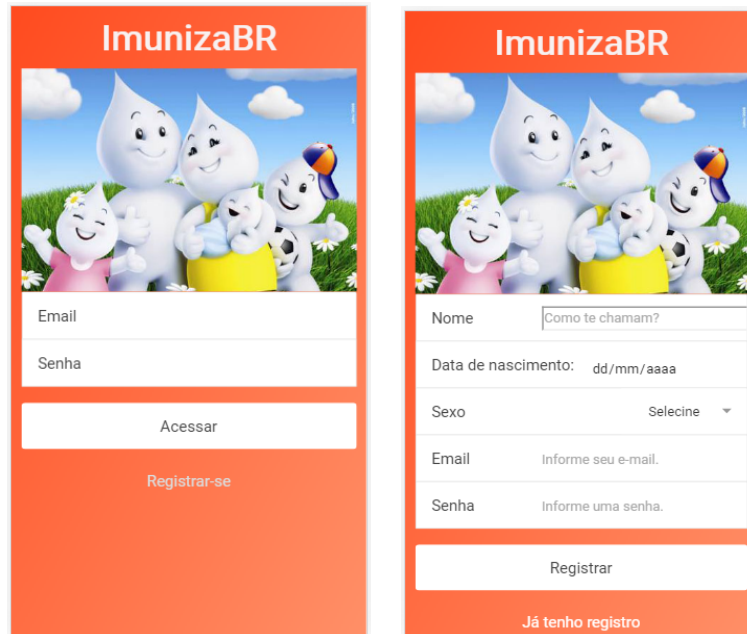 ImunizaBR
Email
Senha
Acessar
Registrar-se
ImunizaBR
Nome Como te chamam?
Data de nascimento: dd/mm/aaaa
Sexo Selecine
Email Informe seu e-mail.
Senha Informe uma senha.
Registrar
Já tenho registro